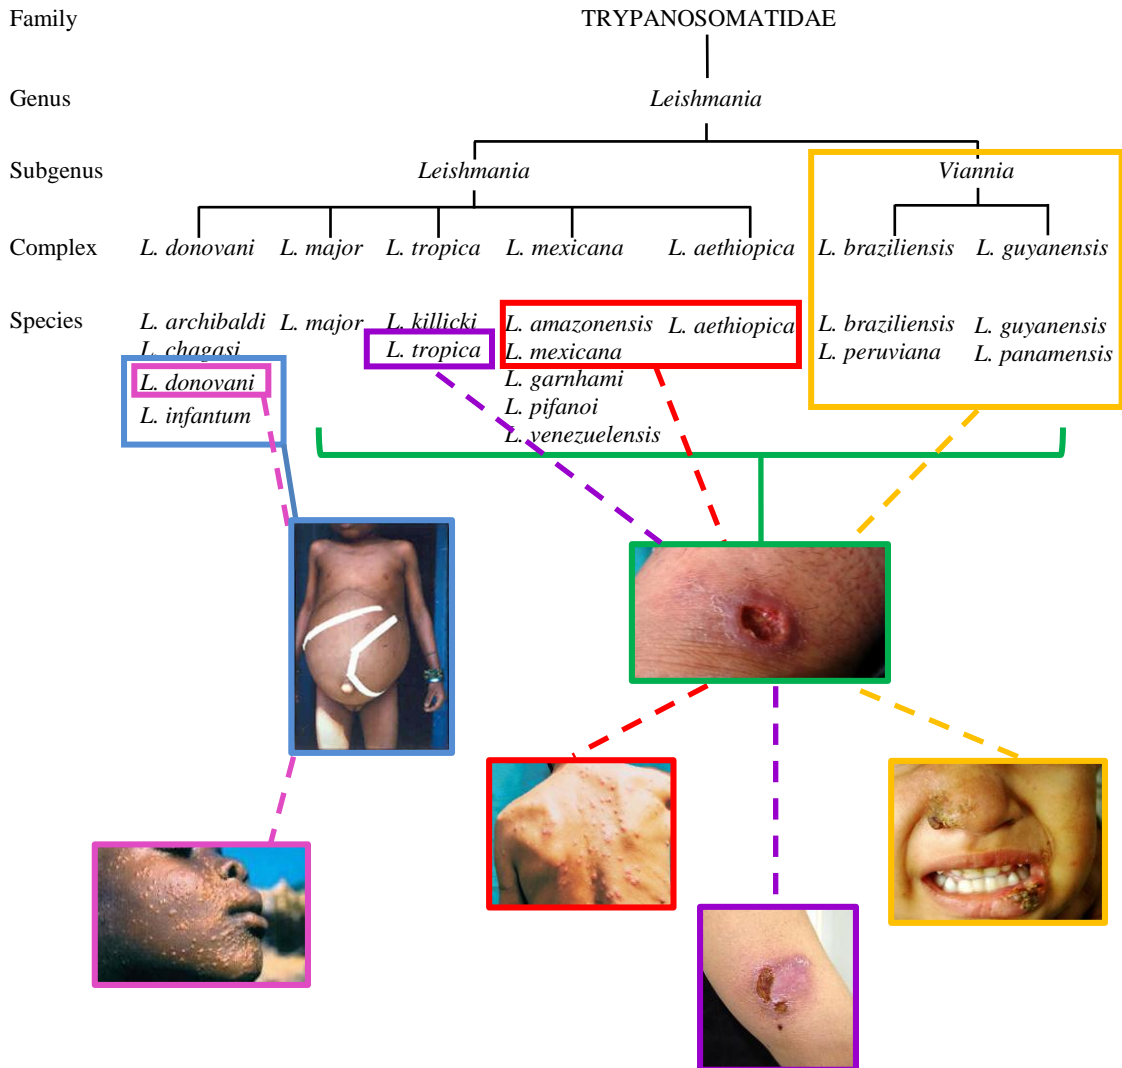 Family TRYPANOSOMATIDAE
Genus Leishmania
Subgenus Leishmania Viannia
Complex L. donovani L. major L. tropica L. mexicana L. aethiopica L. braziliensis L. guyanensis
Species L. archibaldi L. major L. killicki L. amazonensis L. aethiopica L. braziliensis L. guyanensis
L. chagasi L. tropica L. mexicana L. peruviana L. panamensis
L. donovani L. garnhami
L. infantum L. pifanoi
L. venezuelensis